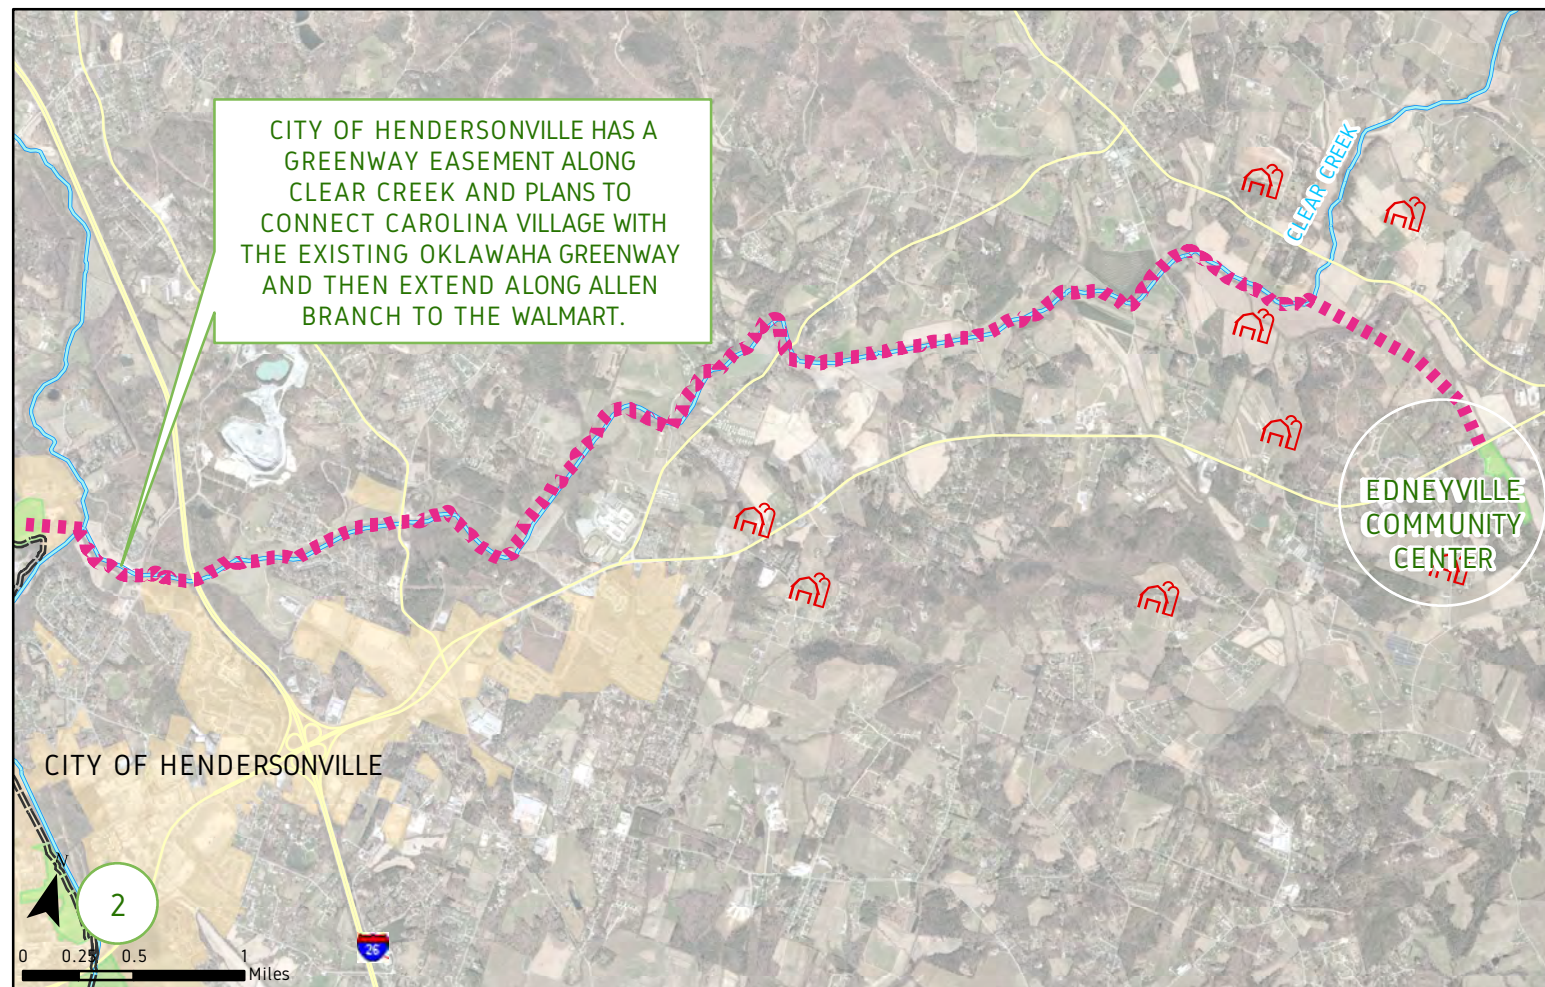 CITY OF HENDERSONVILLE HAS A
GREENWAY EASEMENT ALONG
CLEAR CREEK AND PLANS TO
CONNECT CAROLINA VILLAGE WITH
THE EXISTING OKLAWAHA GREENWAY
AND THEN EXTEND ALONG ALLEN
BRANCH TO THE WALMART.
CLEAR CREEK
EDNEYVILLE
COMMUNITY
CENTER
CITY OF HENDERSONVILLE
N
2
26
0 0.25 0.5 1
Miles